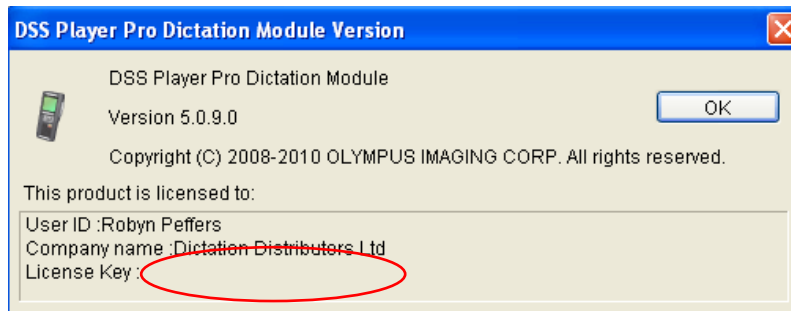 DSS Player Pro Dictation Module Version
DSS Player Pro Dictation Module
Version 5.0.9.0
OK
Copyright (C) 2008-2010 OLYMPUS IMAGING CORP. All rights reserved.
This product is licensed to:
User ID :Robyn Peffers
Company name :Dictation Distributors Ltd
License Key :